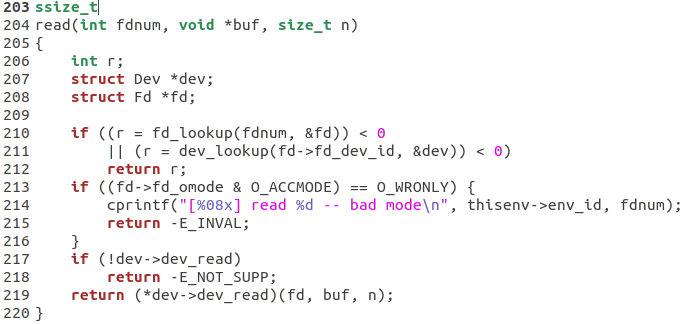 203 ssize_t
204 read(int fdnum, void *buf, size_t n)
205 {
206     int r;
207     struct Dev *dev;
208     struct Fd *fd;
209
210     if ((r = fd_lookup(fdnum, &fd)) < 0
211         || (r = dev_lookup(fd->fd_dev_id, &dev)) < 0)
212         return r;
213     if ((fd->fd_omode & O_ACCMODE) == O_WRONLY) {
214         cprintf("[%08x] read %d -- bad mode\n", thisenv->env_id, fdnum);
215         return -E_INVAL;
216     }
217     if (!dev->dev_read)
218         return -E_NOT_SUPP;
219     return (*dev->dev_read)(fd, buf, n);
220 }